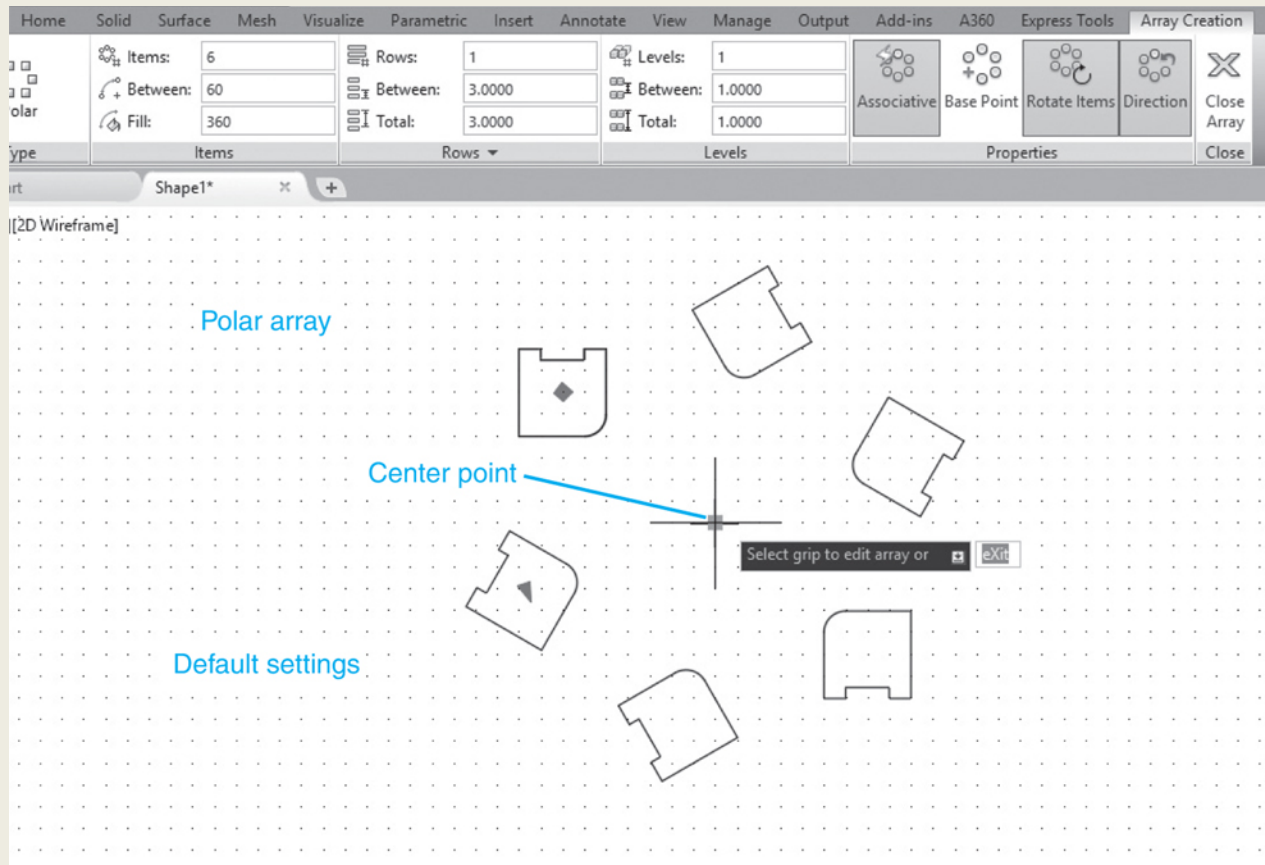 Home Solid Surface Mesh Visualize Parametric Insert Annotate View Manage Output Add-ins A360 Express Tools Array Creation
Items: 6 Rows: 1 Levels: 1
Between: 60 Between: 3.0000 Between: 1.0000
Associative Base Point Rotate Items Direction Close Array
olar Fill: 360 Total: 3.0000 Total: 1.0000
Type Items Rows Levels Properties Close
art Shape1*
[2D Wireframe]
Polar array
Center point
Select grip to edit array or eXit
Default settings